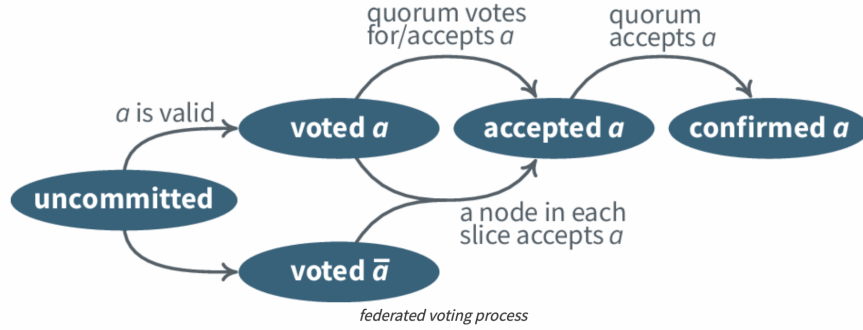 quorum votes
for/accepts a
quorum
accepts a
a is valid
voted a
accepted a
confirmed a
uncommitted
a node in each
slice accepts a
voted a̅
federated voting process